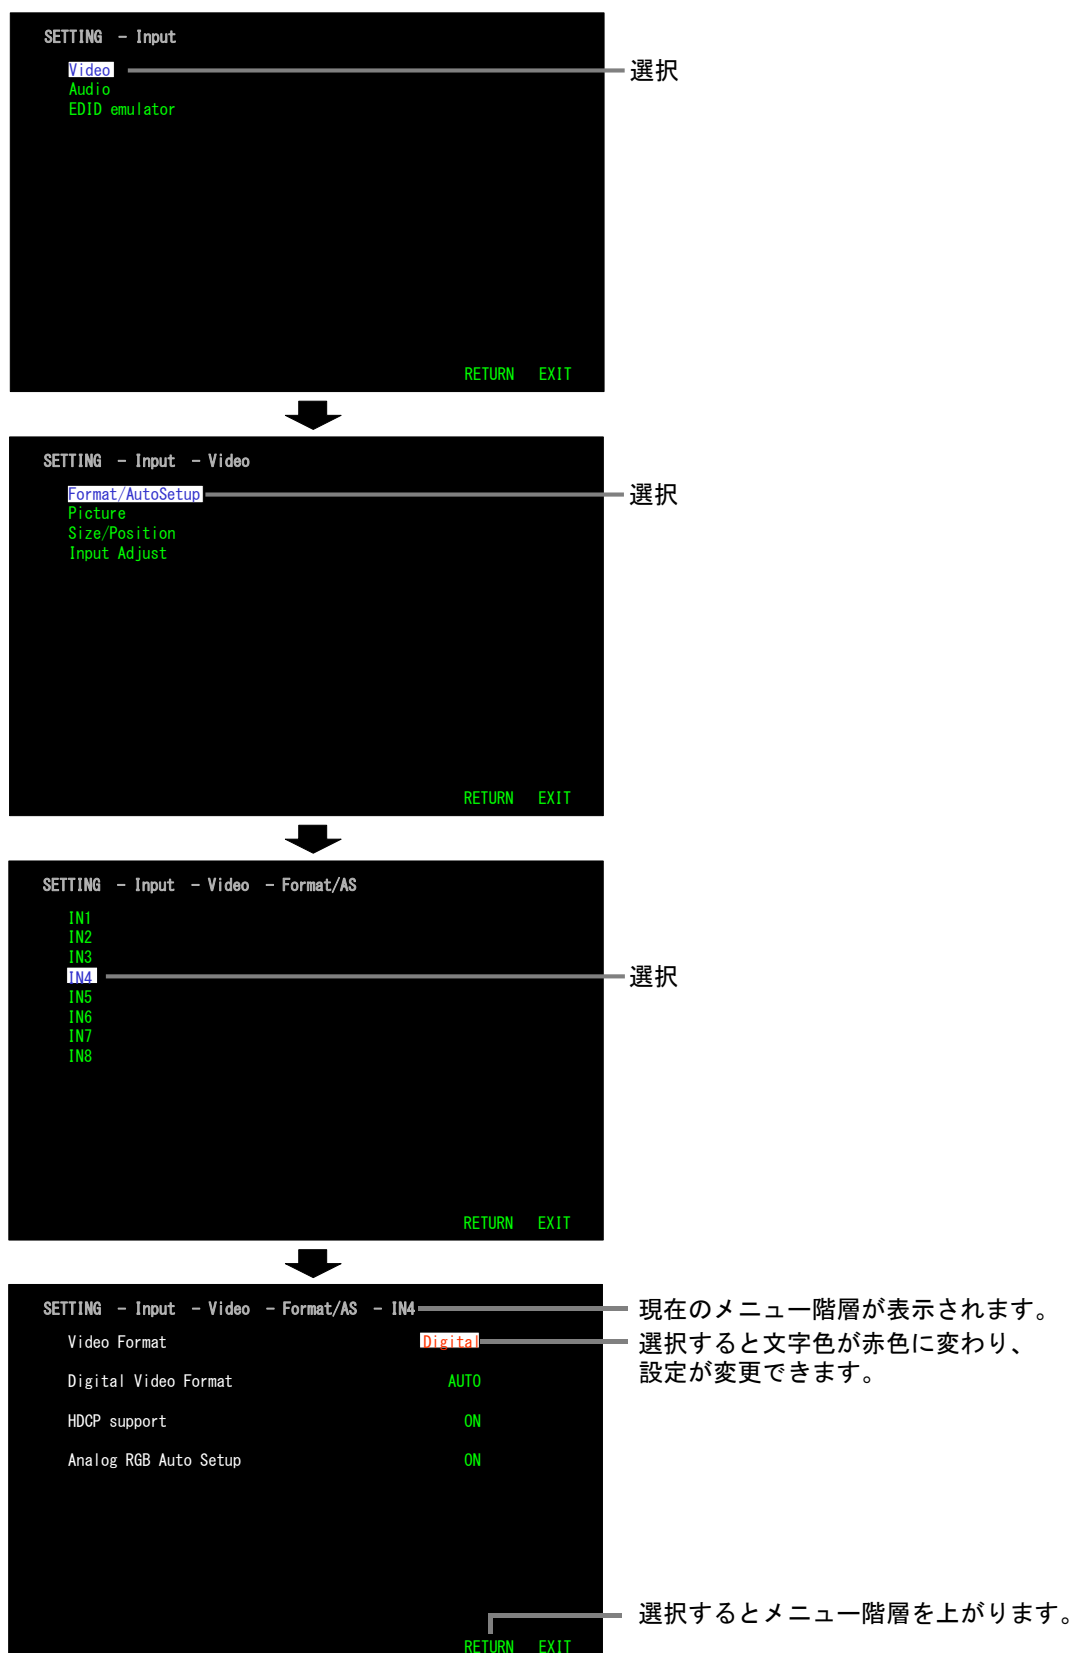 SETTING - Input
Video
選択
Audio
EDID emulator
RETURN EXIT
SETTING - Input - Video
Format/AutoSetup
選択
Picture
Size/Position
Input Adjust
RETURN EXIT
SETTING - Input - Video - Format/AS
IN1
IN2
IN3
IN4
選択
IN5
IN6
IN7
IN8
RETURN EXIT
SETTING - Input - Video - Format/AS - IN4
現在のメニュー階層が表示されます。
Video Format Digital
選択すると文字色が赤色に変わり、
設定が変更できます。
Digital Video Format AUTO
HDCP support ON
Analog RGB Auto Setup ON
選択するとメニュー階層を上がります。
RETURN EXIT